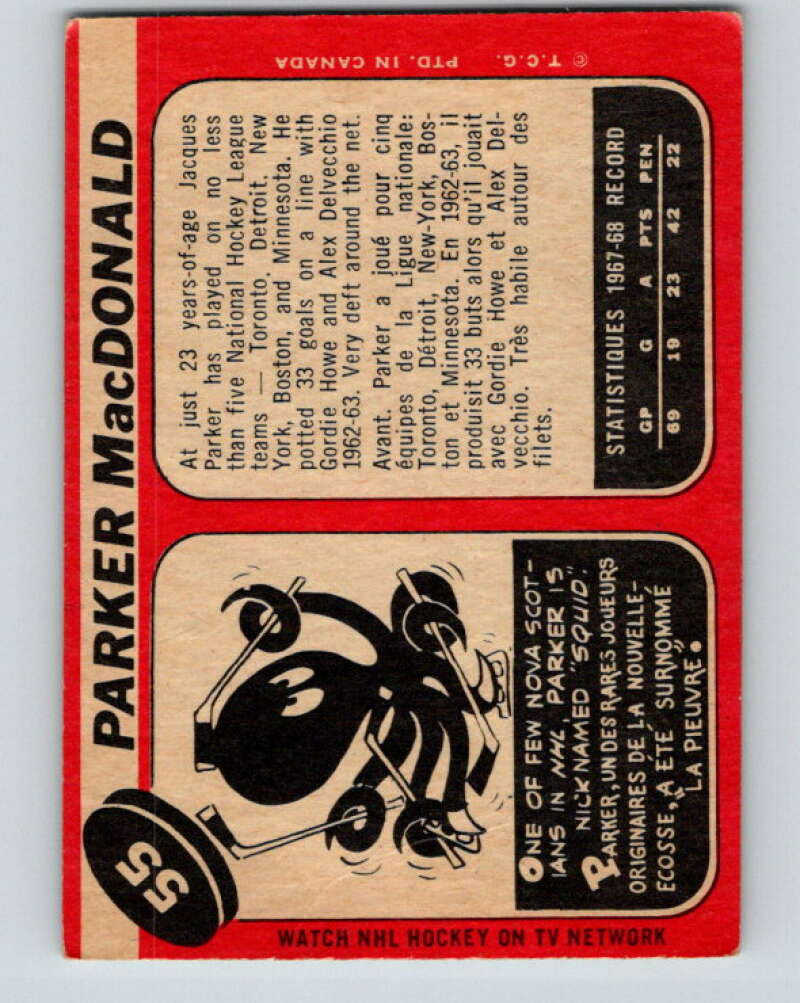 55
PARKER MacDONALD
ONE OF FEW NOVA SCOT-
IANS IN NHL, PARKER IS
NICKNAMED "SQUID".
PARKER, UN DES RARES JOUEURS
ORIGINAIRES DE LA NOUVELLE-
ECOSSE, A ÉTÉ SURNOMMÉ
"LA PIEUVRE".
At just 23 years-of-age Jacques
Parker has played on no less
than five National Hockey League
teams — Toronto, Detroit, New
York, Boston, and Minnesota. He
potted 33 goals on a line with
Gordie Howe and Alex Delvecchio
1962-63. Very deft around the net.
Avant. Parker a joué pour cinq
équipes de la Ligue nationale:
Toronto, Détroit, New-York, Bos-
ton et Minnesota. En 1962-63, il
produisit 33 buts alors qu'il jouait
avec Gordie Howe et Alex Del-
vecchio. Très habile autour des
filets.
STATISTIQUES 1967-68 RECORD
GP G A PTS PEN
69 19 23 42 22
WATCH NHL HOCKEY ON TV NETWORK
© T.C.G. PTD. IN CANADA